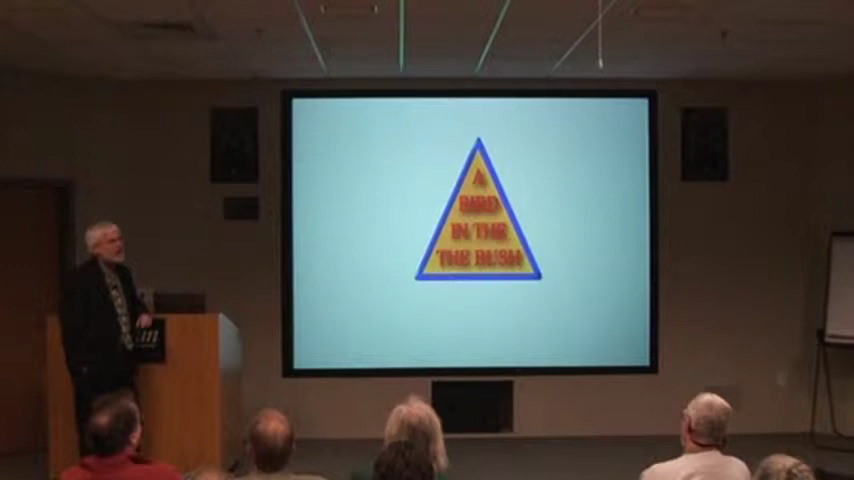 A
BIRD
IN THE
THE BUSH